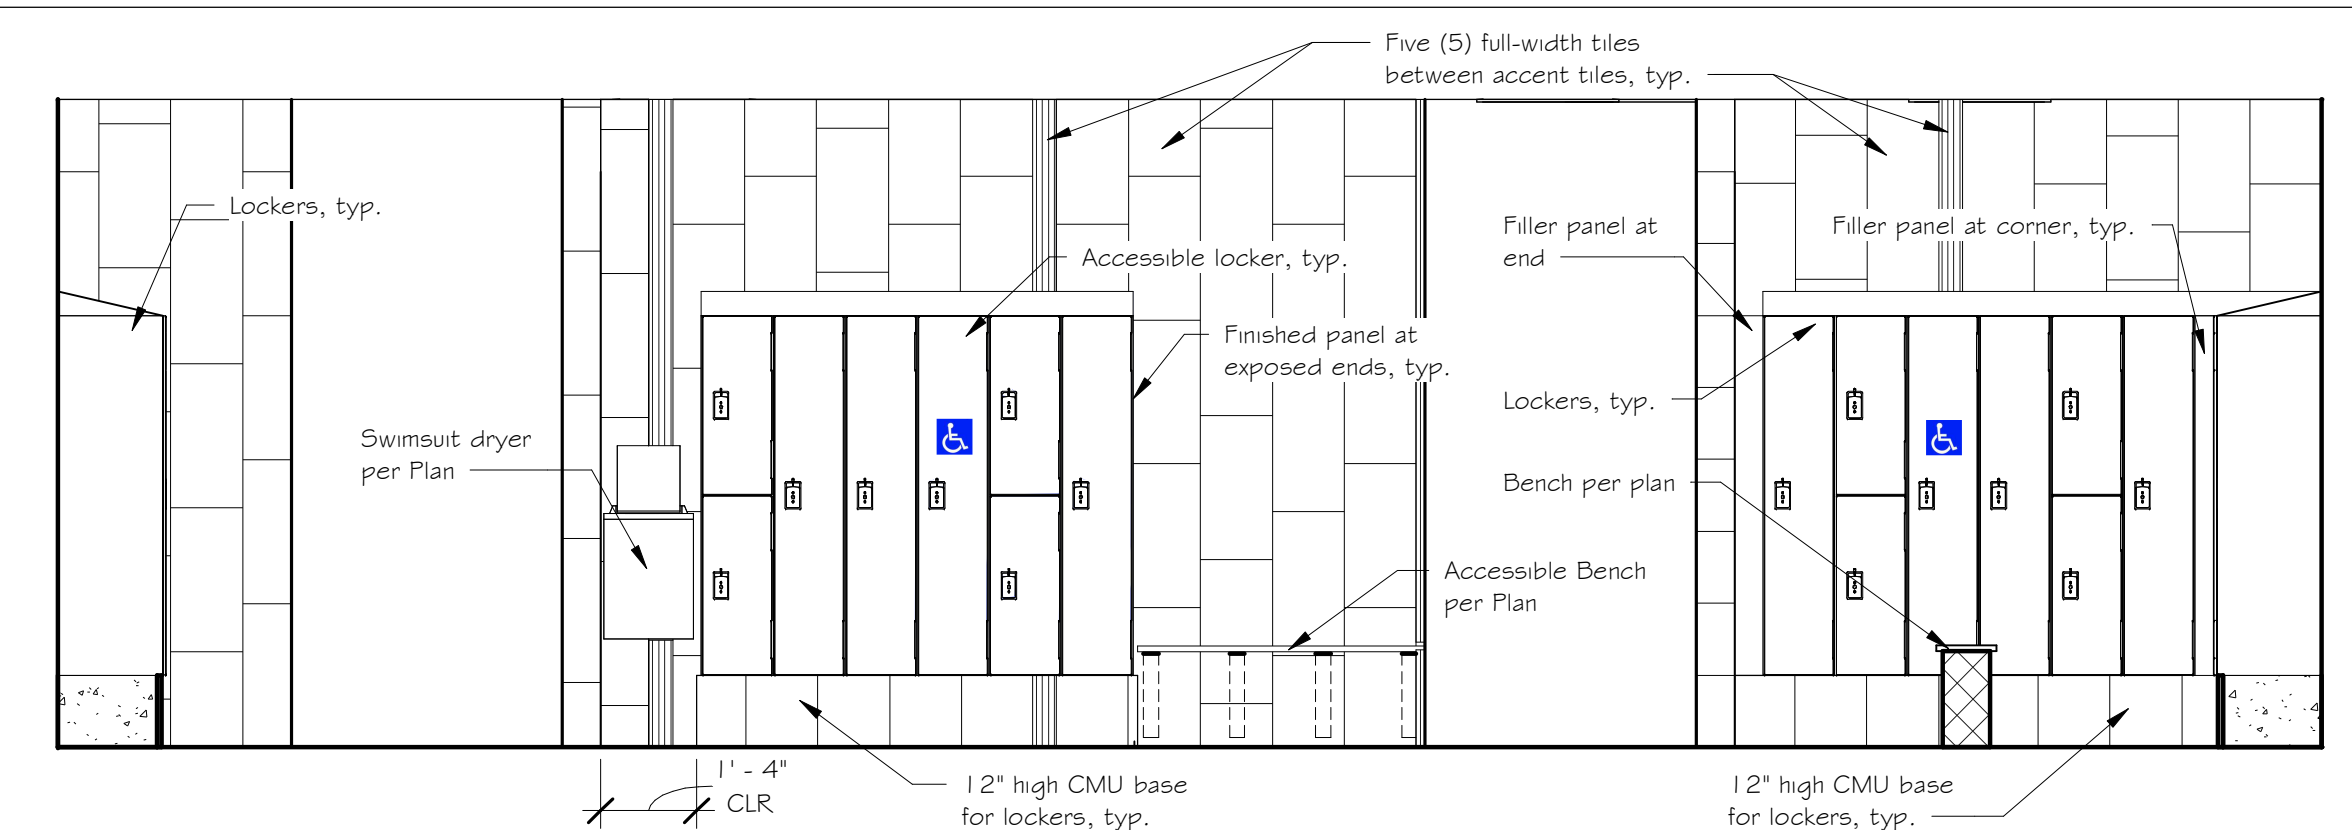 Five (5) full-width tiles
between accent tiles, typ.
Lockers, typ.
Filler panel at
end
Filler panel at corner, typ.
Accessible locker, typ.
Finished panel at
exposed ends, typ.
Lockers, typ.
Swimsuit dryer
per Plan
Bench per plan
Accessible Bench
per Plan
1' - 4"
CLR
12" high CMU base
for lockers, typ.
12" high CMU base
for lockers, typ.